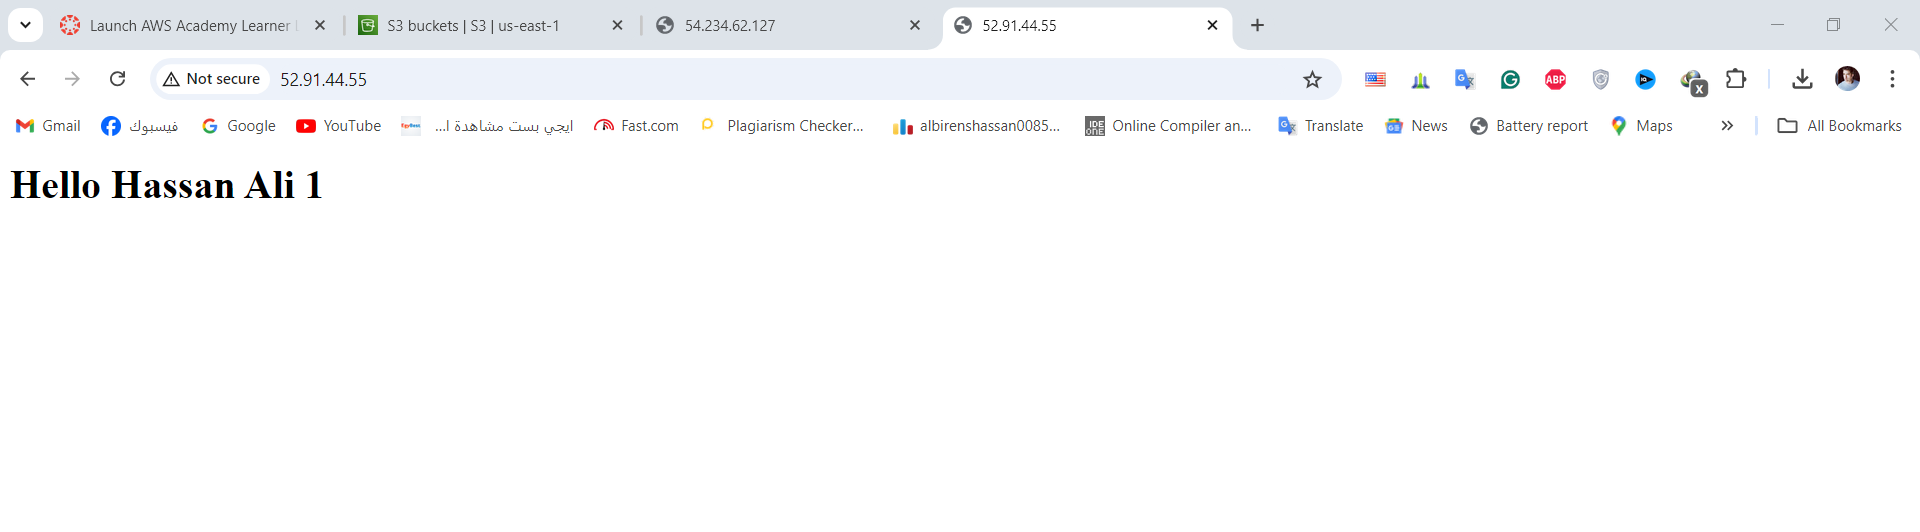 Launch AWS Academy Learner L
S3 buckets | S3 | us-east-1
54.234.62.127
52.91.44.55
Not secure 52.91.44.55
ABP
x
Gmail فيسبوك Google YouTube ايجي بست مشاهدة ا... Fast.com Plagiarism Checker... albirenshassan0085... Online Compiler an... Translate News Battery report Maps All Bookmarks
Hello Hassan Ali 1